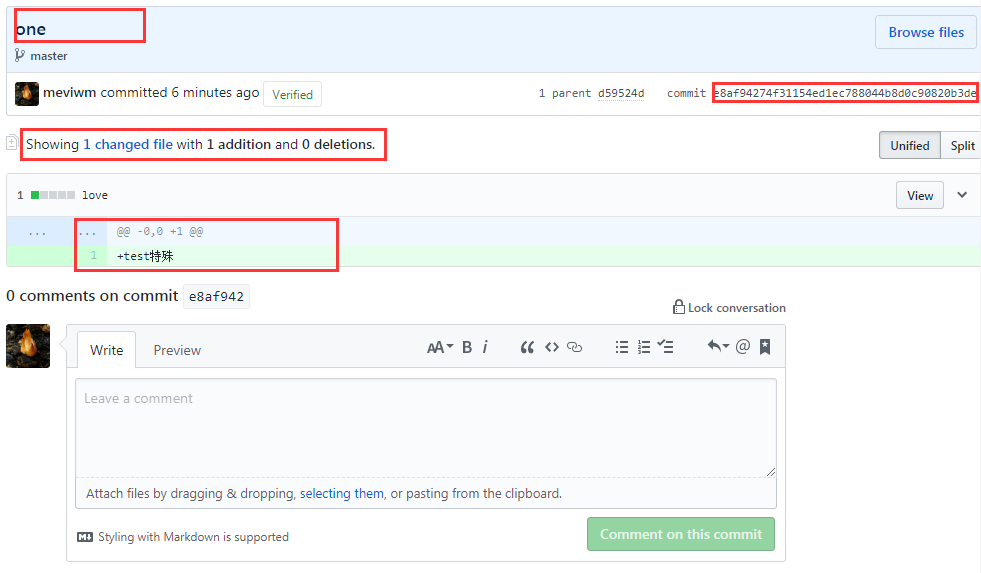 one
Browse files
master
meviwm committed 6 minutes ago Verified 1 parent d59524d commit e8af94274f31154ed1ec788044b8d0c90820b3de
Showing 1 changed file with 1 addition and 0 deletions.
Unified Split
1 love View
... ... @@ -0,0 +1 @@
1 +test特殊
0 comments on commit e8af942
Lock conversation
Write Preview AA B i
Leave a comment
Attach files by dragging & dropping, selecting them, or pasting from the clipboard.
Styling with Markdown is supported
Comment on this commit